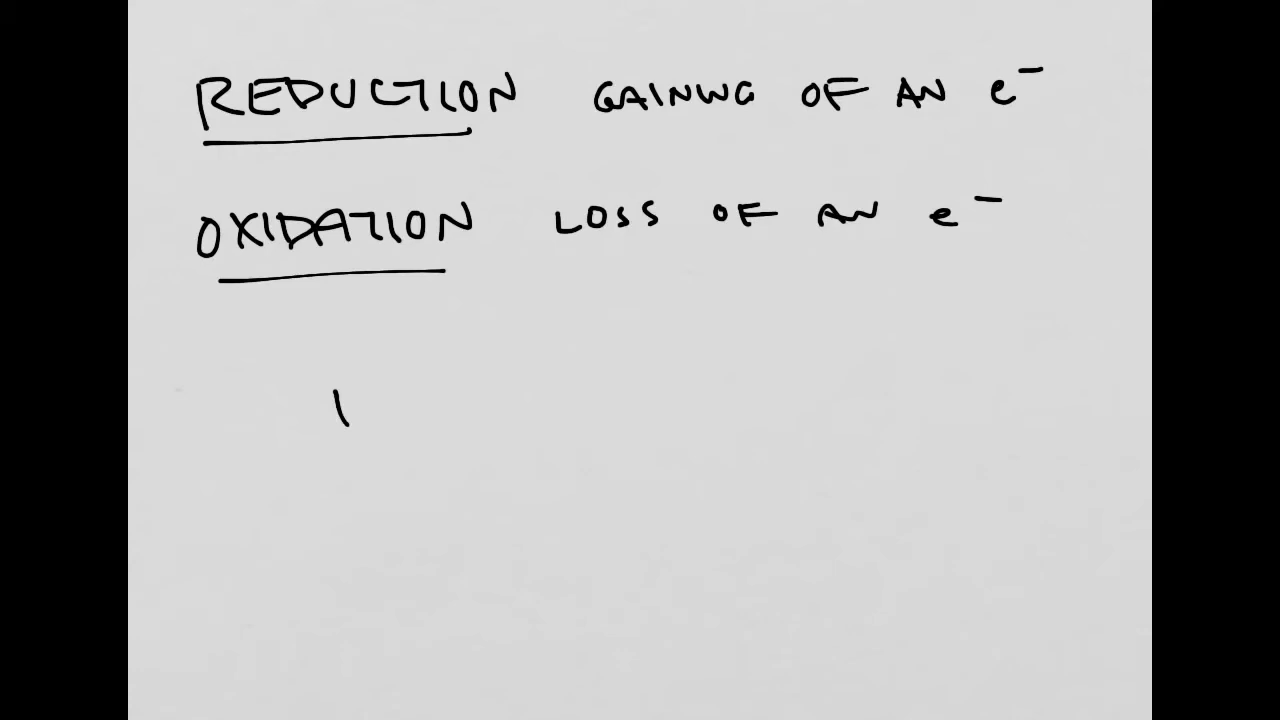 REDUCTION GAINING OF AN e⁻
OXIDATION LOSS OF AN e⁻